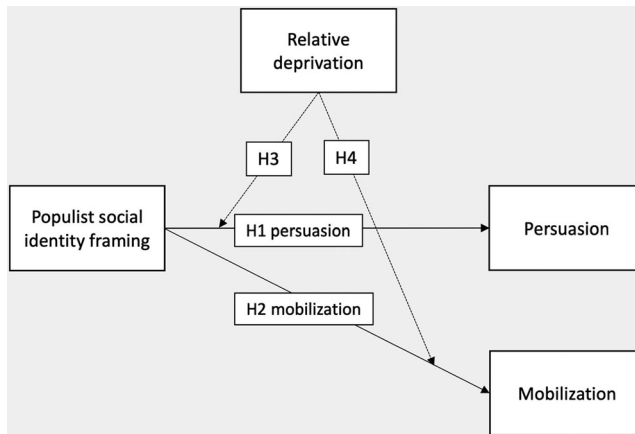 Relative
deprivation
H3
H4
Populist social
identity framing
H1 persuasion
Persuasion
H2 mobilization
Mobilization